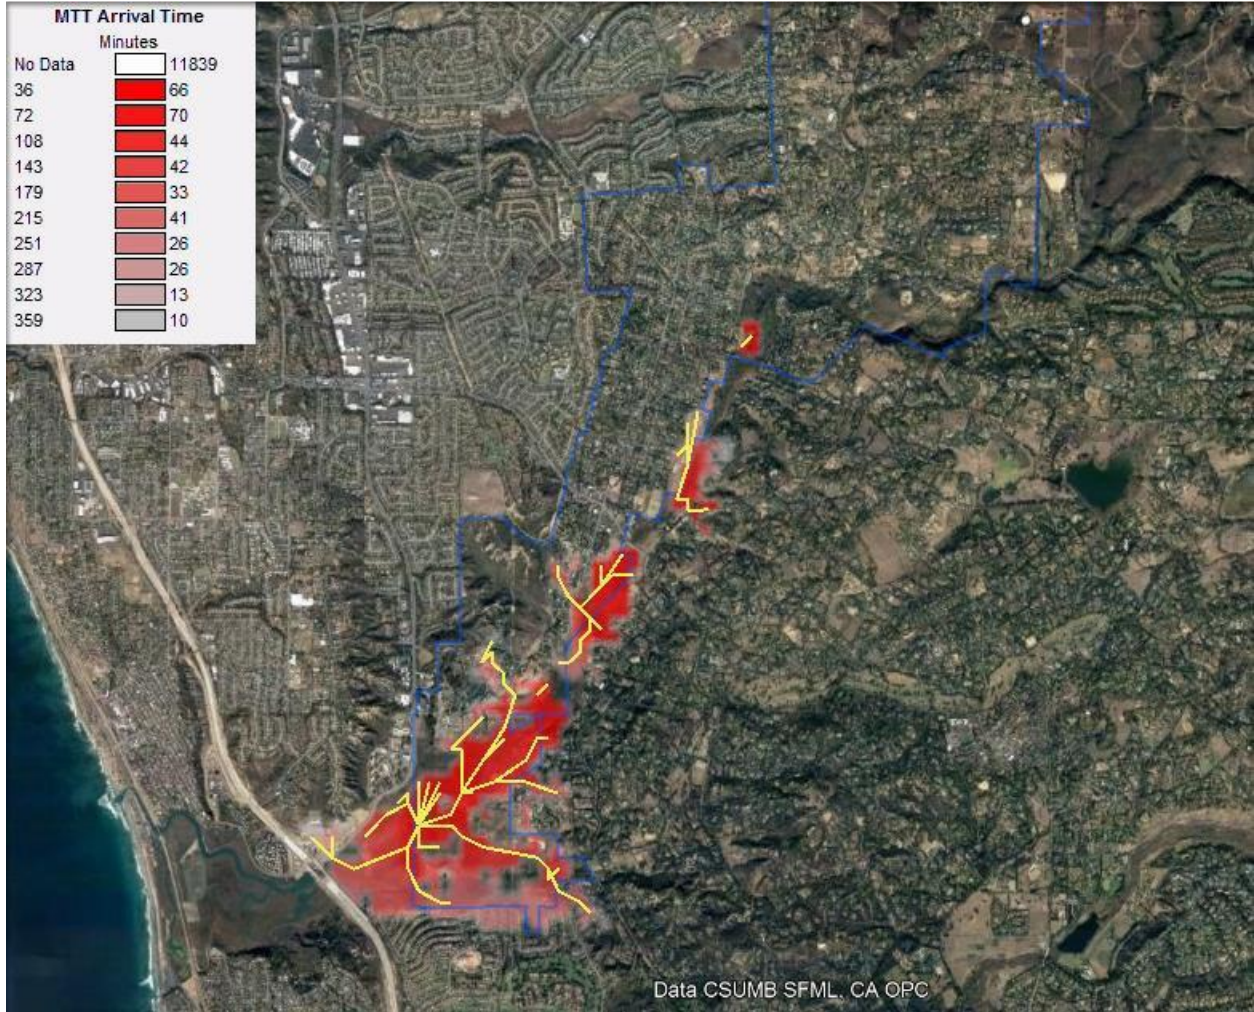 MTT Arrival Time
Minutes
No Data 11839
36 66
72 70
108 44
143 42
179 33
215 41
251 26
287 26
323 13
359 10
Data CSUMB SFML, CA OPC